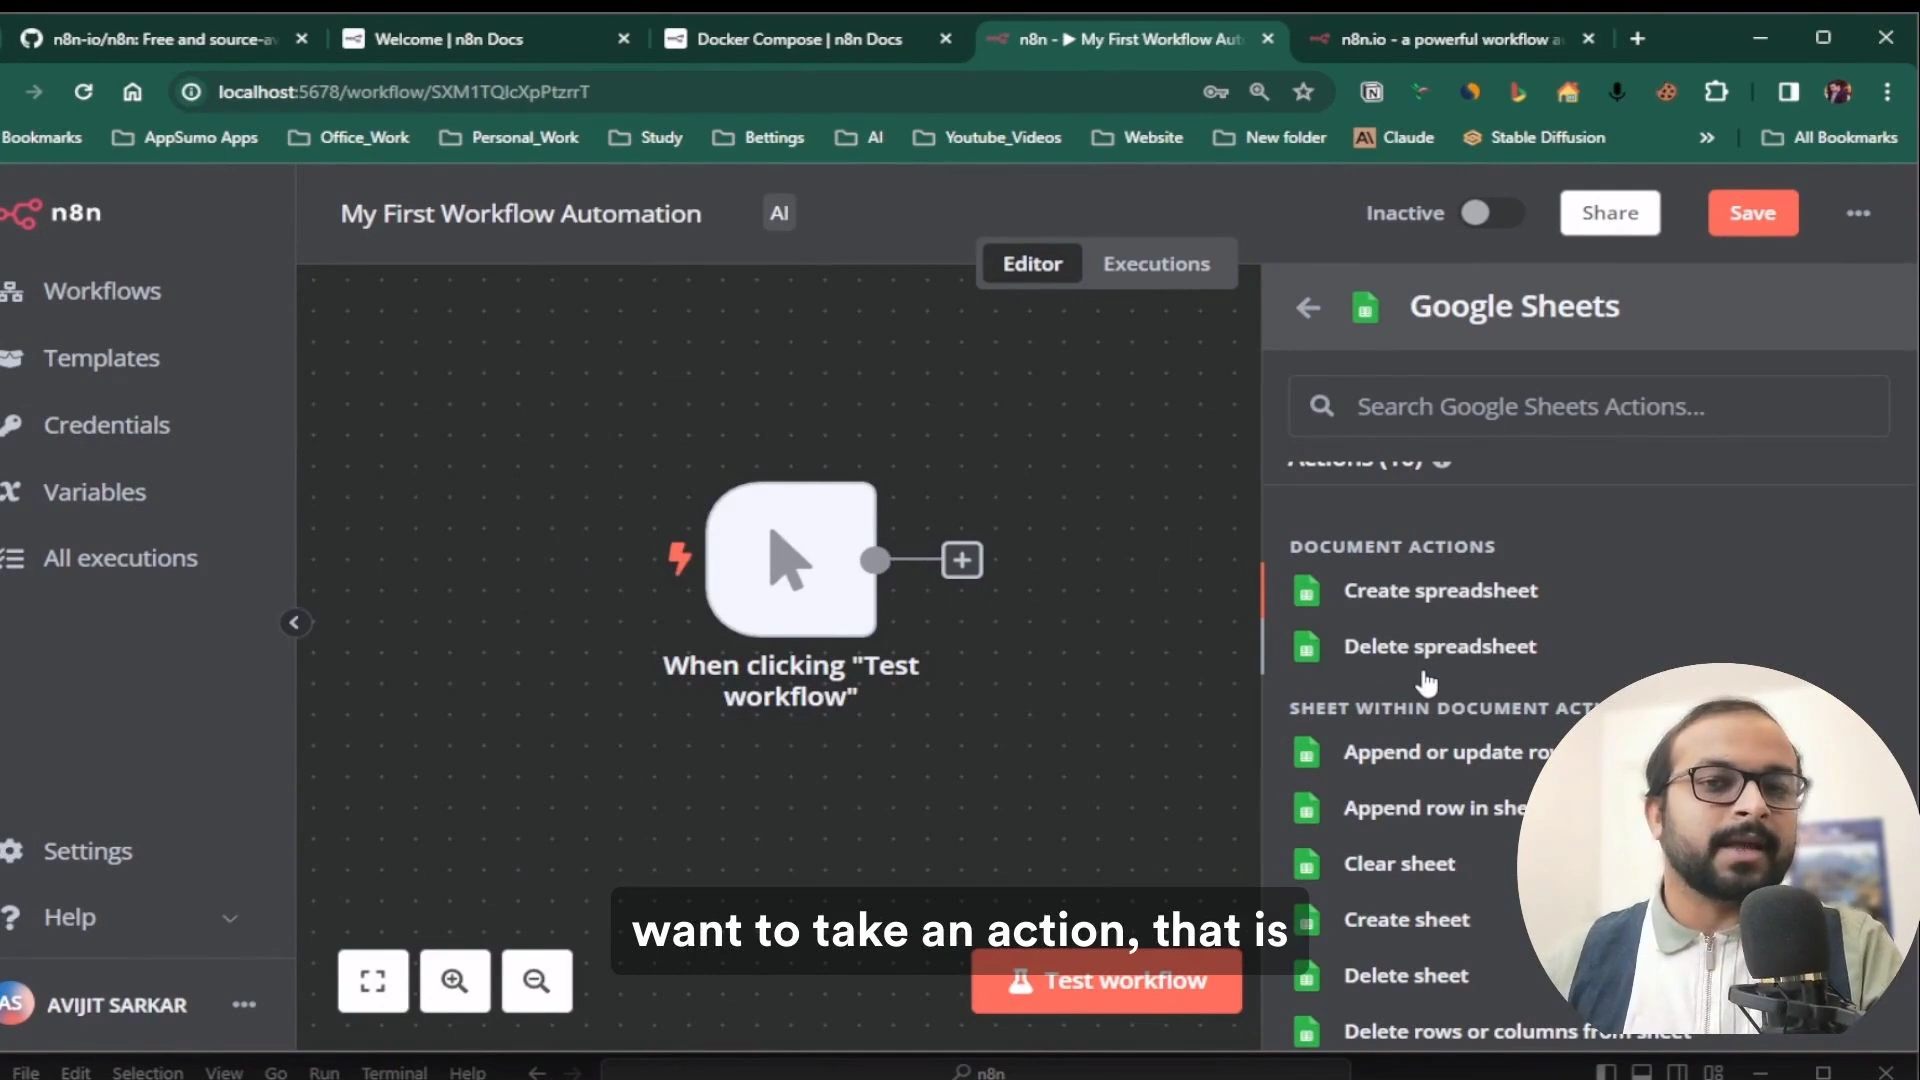 n8n-io/n8n: Free and source-av
Welcome | n8n Docs
Docker Compose | n8n Docs
n8n - ▶ My First Workflow Aut
n8n.io - a powerful workflow a
localhost:5678/workflow/SXM1TQlcXpPtzrrT
Bookmarks
AppSumo Apps
Office_Work
Personal_Work
Study
Bettings
AI
Youtube_Videos
Website
New folder
Claude
Stable Diffusion
All Bookmarks
n8n
My First Workflow Automation
AI
Inactive
Share
Save
Editor
Executions
Google Sheets
Search Google Sheets Actions...
Workflows
Templates
Credentials
Variables
All executions
Settings
Help
AS
AVIJIT SARKAR
When clicking "Test
workflow"
DOCUMENT ACTIONS
Create spreadsheet
Delete spreadsheet
SHEET WITHIN DOCUMENT ACTI
Append or update row
Append row in she
Clear sheet
Create sheet
Delete sheet
Delete rows or columns from sheet
want to take an action, that is
Test workflow
File Edit Selection View Go Run Terminal Help
n8n